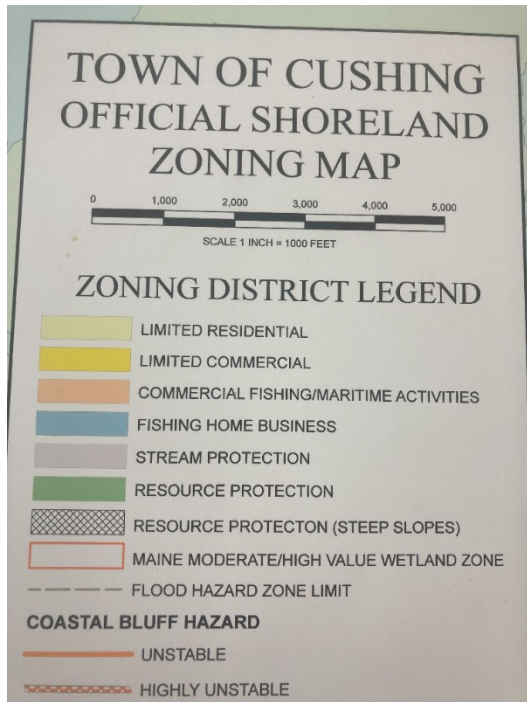 TOWN OF CUSHING
OFFICIAL SHORELAND
ZONING MAP
0 1,000 2,000 3,000 4,000 5,000
SCALE 1 INCH = 1000 FEET
ZONING DISTRICT LEGEND
LIMITED RESIDENTIAL
LIMITED COMMERCIAL
COMMERCIAL FISHING/MARITIME ACTIVITIES
FISHING HOME BUSINESS
STREAM PROTECTION
RESOURCE PROTECTION
RESOURCE PROTECTON (STEEP SLOPES)
MAINE MODERATE/HIGH VALUE WETLAND ZONE
FLOOD HAZARD ZONE LIMIT
COASTAL BLUFF HAZARD
UNSTABLE
HIGHLY UNSTABLE